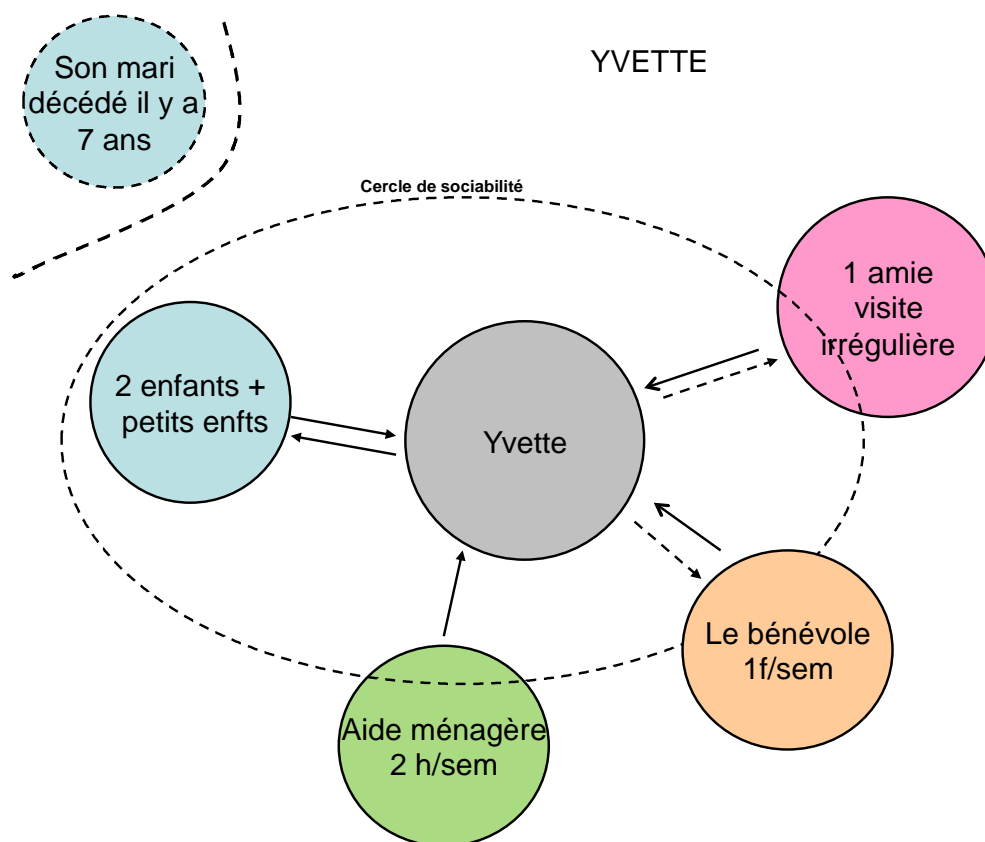 YVETTE
Son mari
décédé il y a
7 ans
Cercle de sociabilité
1 amie
visite
irrégulière
2 enfants +
petits enfts
Yvette
Le bénévole
1f/sem
Aide ménagère
2 h/sem